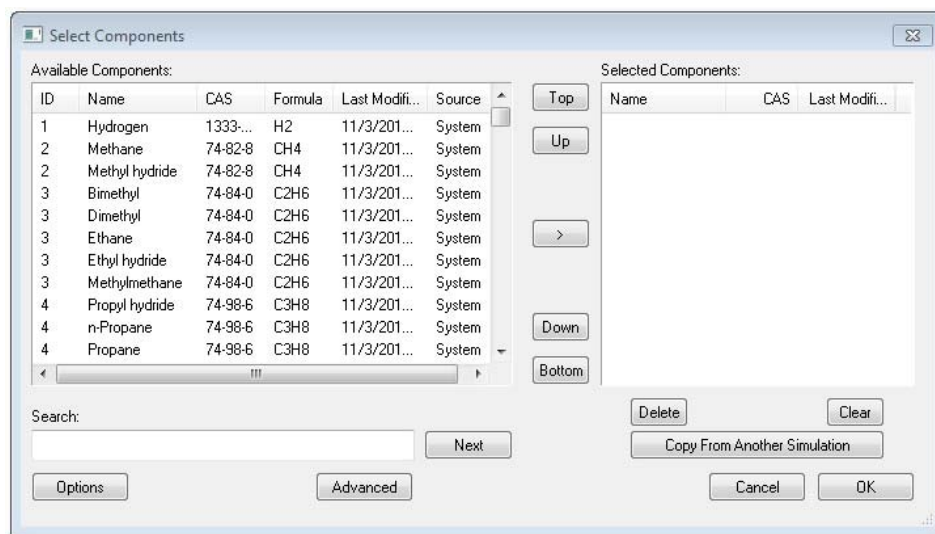 Select Components
Available Components:
ID Name CAS Formula Last Modifi... Source
1 Hydrogen 1333-... H2 11/3/201... System
2 Methane 74-82-8 CH4 11/3/201... System
2 Methyl hydride 74-82-8 CH4 11/3/201... System
3 Bimethyl 74-84-0 C2H6 11/3/201... System
3 Dimethyl 74-84-0 C2H6 11/3/201... System
3 Ethane 74-84-0 C2H6 11/3/201... System
3 Ethyl hydride 74-84-0 C2H6 11/3/201... System
3 Methylmethane 74-84-0 C2H6 11/3/201... System
4 Propyl hydride 74-98-6 C3H8 11/3/201... System
4 n-Propane 74-98-6 C3H8 11/3/201... System
4 Propane 74-98-6 C3H8 11/3/201... System
Search:
Next
Options Advanced
Top
Up
>
Down
Bottom
Selected Components:
Name CAS Last Modifi...
Delete Clear
Copy From Another Simulation
Cancel OK